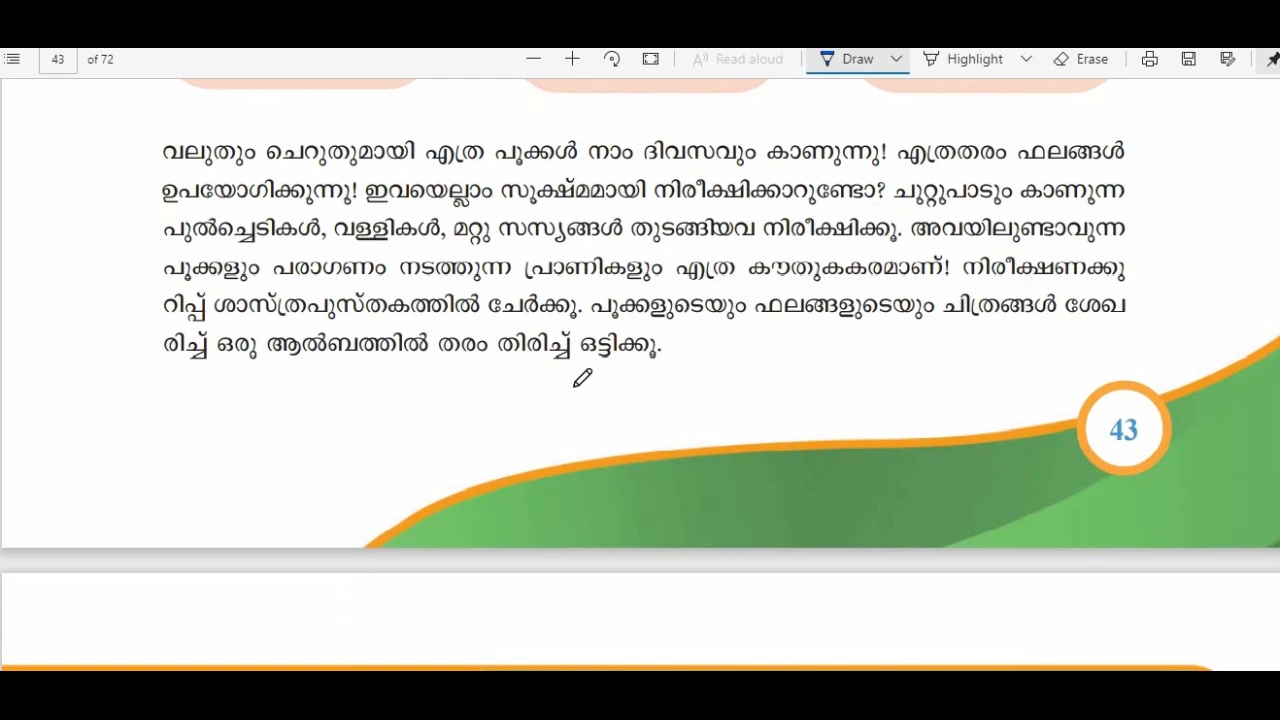 43 of 72 Read aloud Draw Highlight Erase
വലുതും ചെറുതുമായി എത്ര പൂക്കൾ നാം ദിവസവും കാണുന്നു! എത്രതരം ഫലങ്ങൾ
ഉപയോഗിക്കുന്നു! ഇവയെല്ലാം സൂക്ഷ്മമായി നിരീക്ഷിക്കാറുണ്ടോ? ചുറ്റുപാടും കാണുന്ന
പുൽച്ചെടികൾ, വള്ളികൾ, മറ്റു സസ്യങ്ങൾ തുടങ്ങിയവ നിരീക്ഷിക്കൂ. അവയിലുണ്ടാവുന്ന
പൂക്കളും പരാഗണം നടത്തുന്ന പ്രാണികളും എത്ര കൗതുകകരമാണ്! നിരീക്ഷണക്കു
റിപ്പ് ശാസ്ത്രപുസ്തകത്തിൽ ചേർക്കൂ. പൂക്കളുടെയും ഫലങ്ങളുടെയും ചിത്രങ്ങൾ ശേഖ
രിച്ച് ഒരു ആൽബത്തിൽ തരം തിരിച്ച് ഒട്ടിക്കൂ.
43